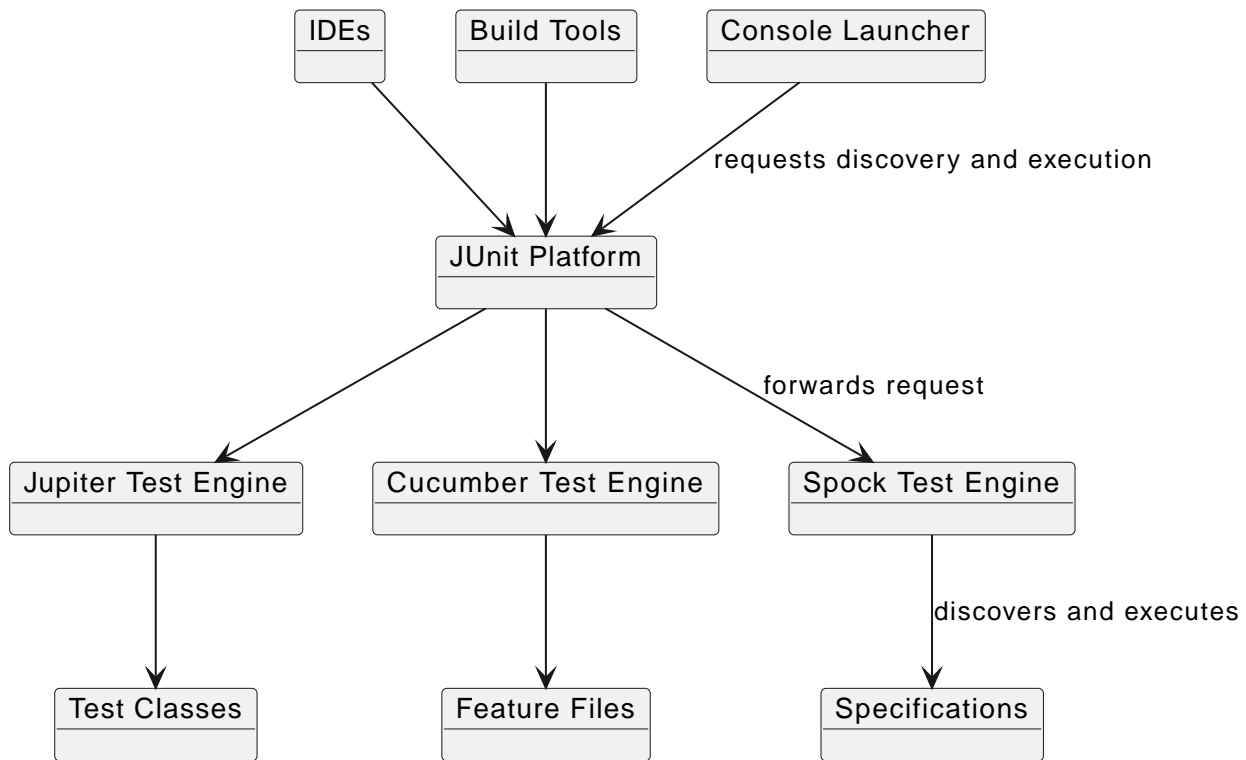 IDEs
Build Tools
Console Launcher
requests discovery and execution
JUnit Platform
forwards request
Jupiter Test Engine
Cucumber Test Engine
Spock Test Engine
discovers and executes
Test Classes
Feature Files
Specifications